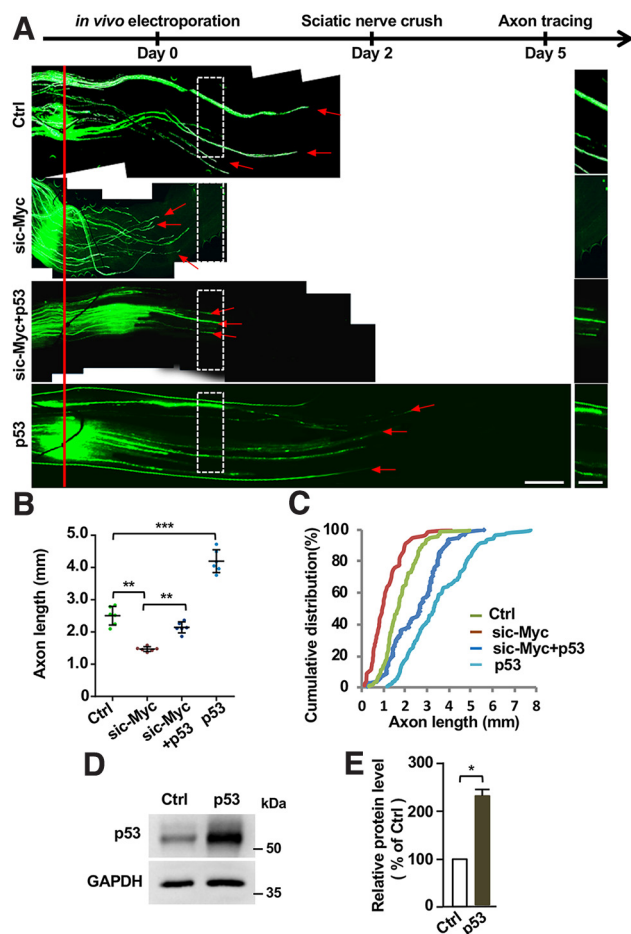 A
in vivo electroporation Sciatic nerve crush Axon tracing
Day 0 Day 2 Day 5
Ctrl
sic-Myc
sic-Myc+p53
p53
B
Axon length (mm)
5.0
4.0
3.0
2.0
1.0
0
***
** **
Ctrl
sic-Myc
sic-Myc
+p53
p53
C
Cumulative distribution(%)
100
80
60
40
20
0
Ctrl
sic-Myc
sic-Myc+p53
p53
0 1 2 3 4 5 6 7 8
Axon length (mm)
D
Ctrl p53 kDa
p53
50
GAPDH
35
E
Relative protein level
( % of Ctrl )
300
200
100
0
*
Ctrl
p53